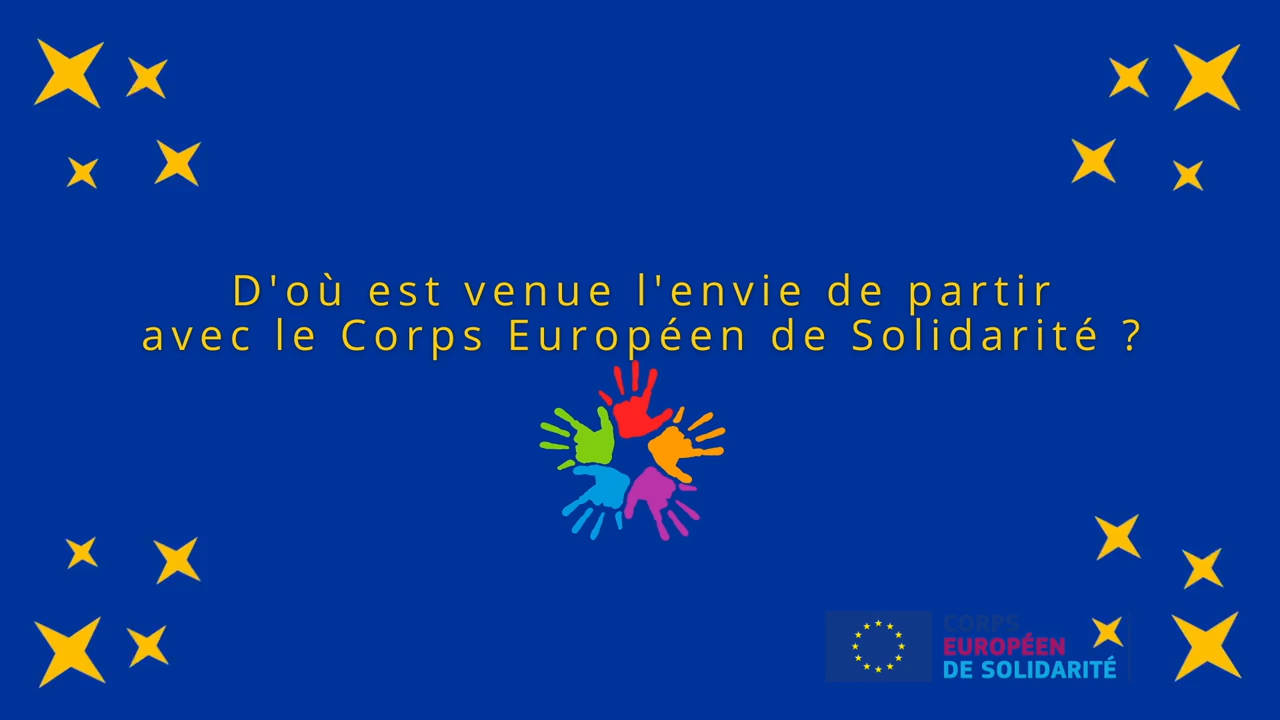 D'où est venue l'envie de partir
avec le Corps Européen de Solidarité ?
CORPS
EUROPÉEN
DE SOLIDARITÉ